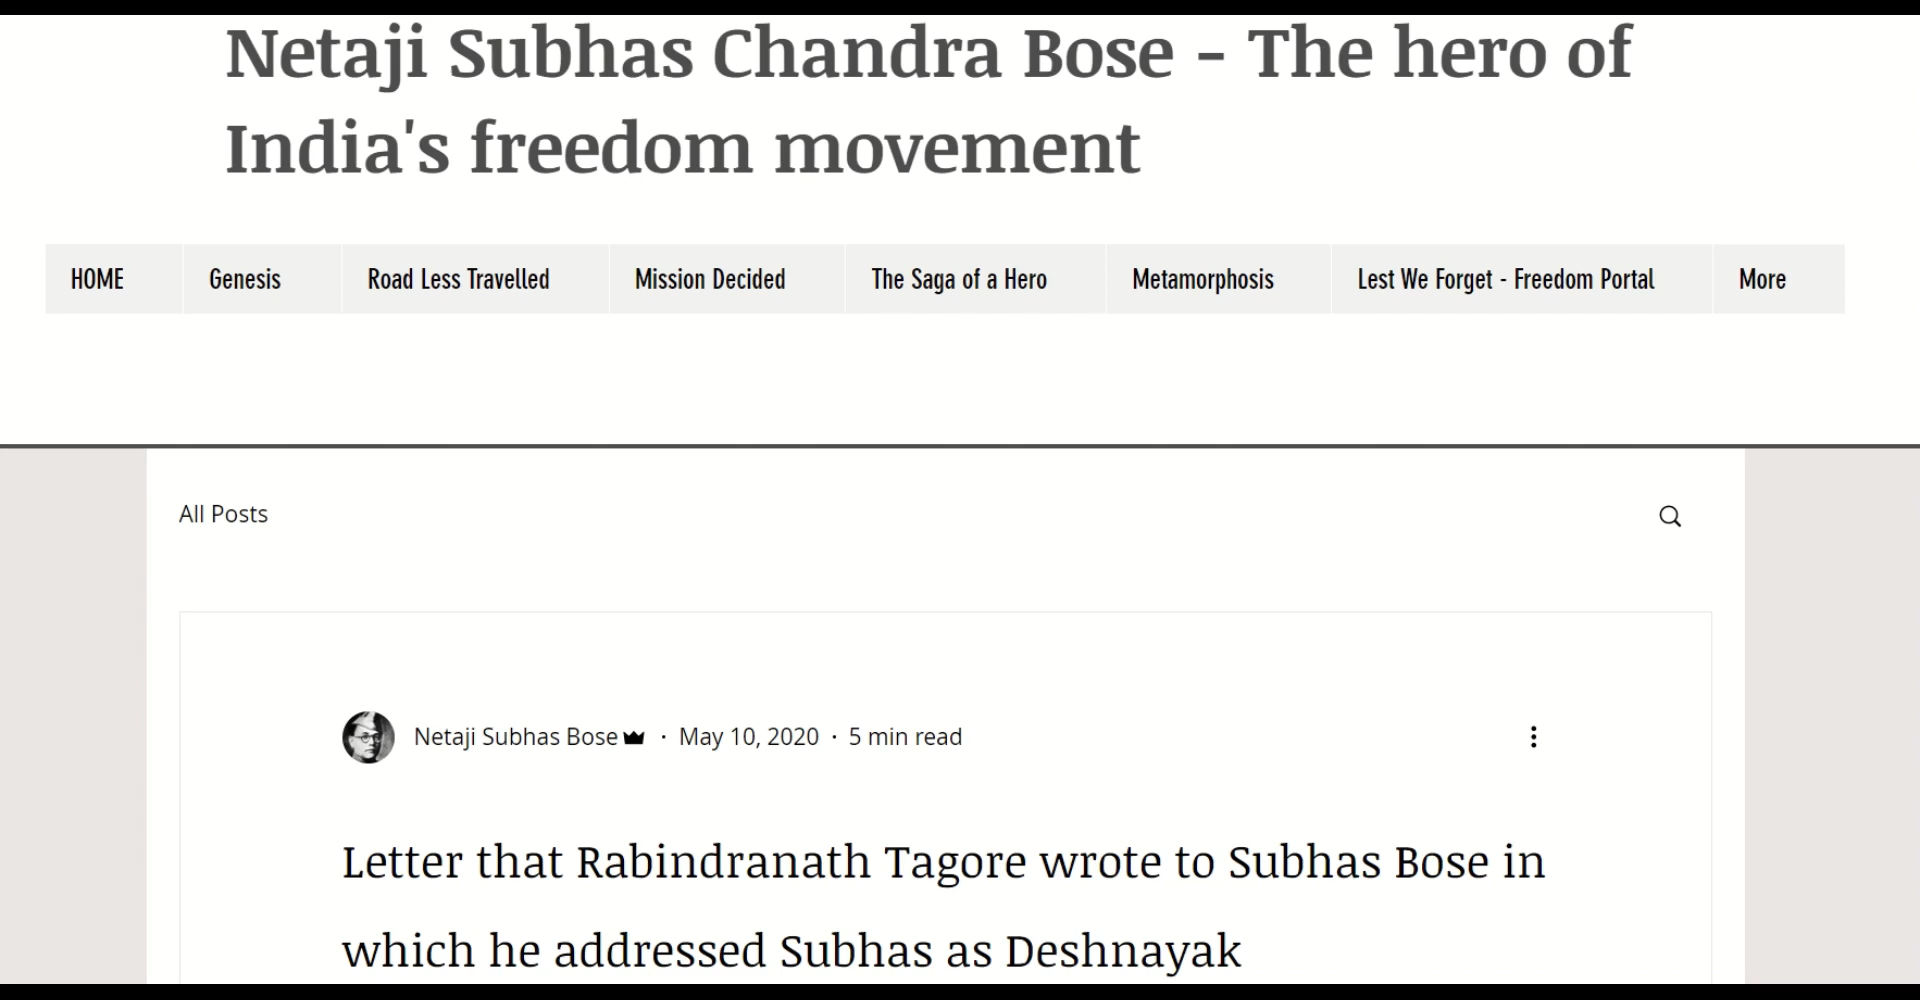 Netaji Subhas Chandra Bose - The hero of
India's freedom movement
HOME Genesis Road Less Travelled Mission Decided The Saga of a Hero Metamorphosis Lest We Forget - Freedom Portal More
All Posts
Netaji Subhas Bose · May 10, 2020 · 5 min read
Letter that Rabindranath Tagore wrote to Subhas Bose in
which he addressed Subhas as Deshnayak